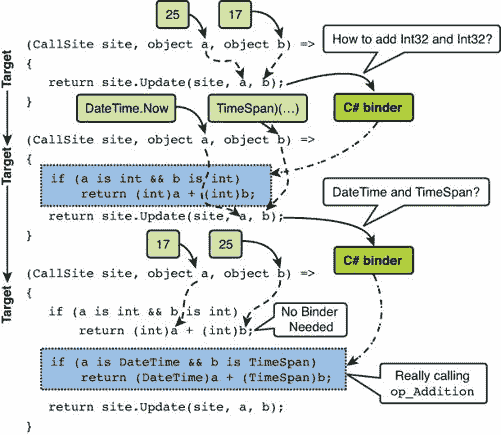 25
17
(CallSite site, object a, object b) =>
{
return site.Update(site, a, b);
}
How to add Int32 and Int32?
C# binder
Target
DateTime.Now
TimeSpan)(…)
(CallSite site, object a, object b) =>
{
if (a is int && b is int)
return (int)a + (int)b;
return site.Update(site, a, b);
}
DateTime and TimeSpan?
C# binder
Target
17
25
(CallSite site, object a, object b) =>
{
if (a is int && b is int)
return (int)a + (int)b;
No Binder
Needed
if (a is DateTime && b is TimeSpan)
return (DateTime)a + (TimeSpan)b;
Really calling
op_Addition
return site.Update(site, a, b);
}
Target